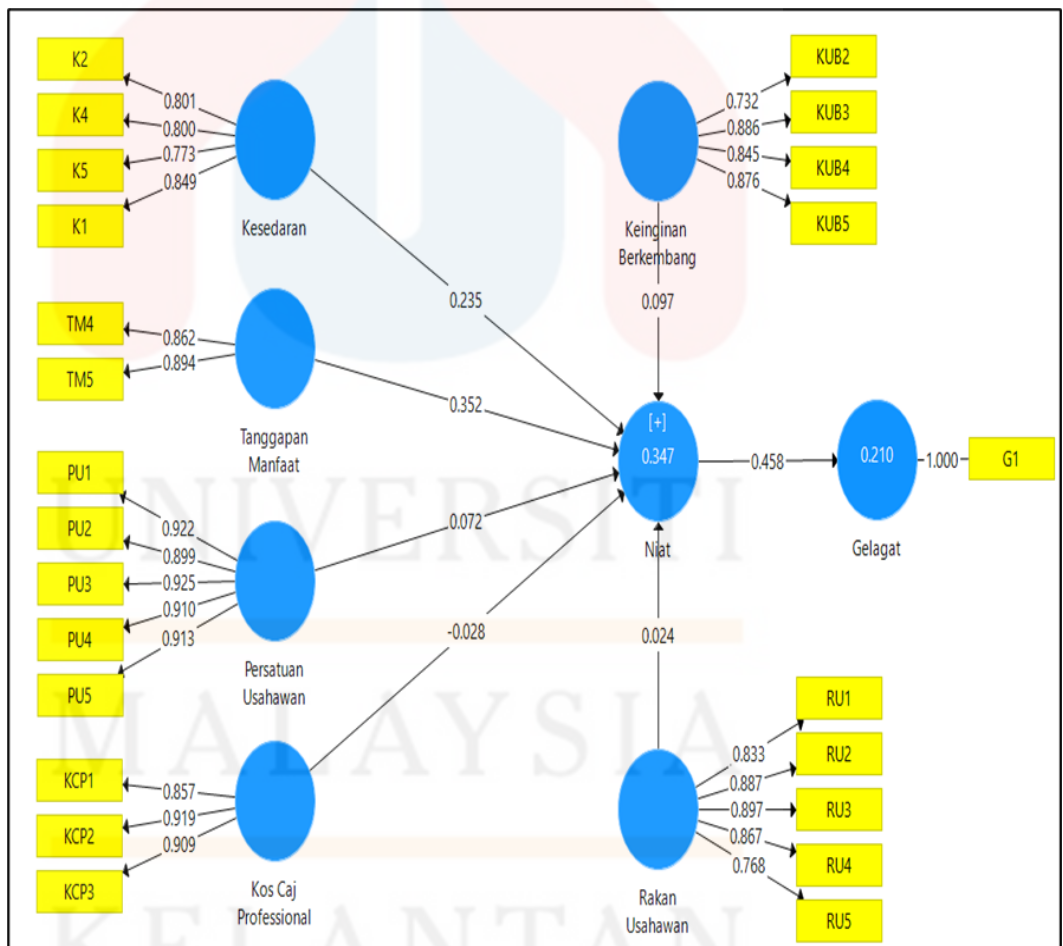 K2
K4
K5
K1
0.801
0.800
0.773
0.849
Kesedaran
KUB2
KUB3
KUB4
KUB5
0.732
0.886
0.845
0.876
Keinginan
Berkembang
0.235
0.097
TM4
TM5
0.862
0.894
Tanggapan
Manfaat
0.352
[+]
0.347
Niat
0.458
0.210
Gelagat
1.000
G1
PU1
PU2
PU3
PU4
PU5
0.922
0.899
0.925
0.910
0.913
Persatuan
Usahawan
0.072
-0.028
0.024
KCP1
KCP2
KCP3
0.857
0.919
0.909
Kos Caj
Professional
RU1
RU2
RU3
RU4
RU5
0.833
0.887
0.897
0.867
0.768
Rakan
Usahawan
UNIVERSITI
MALAYSIA
KELANTAN